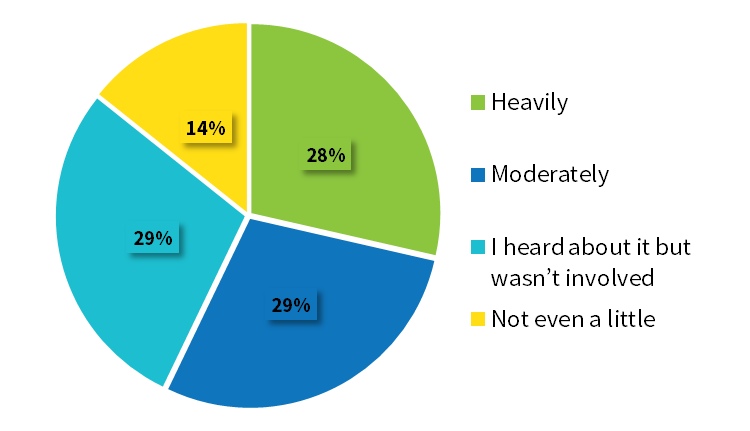 14%
28%
29%
29%
Heavily
Moderately
I heard about it but
wasn’t involved
Not even a little